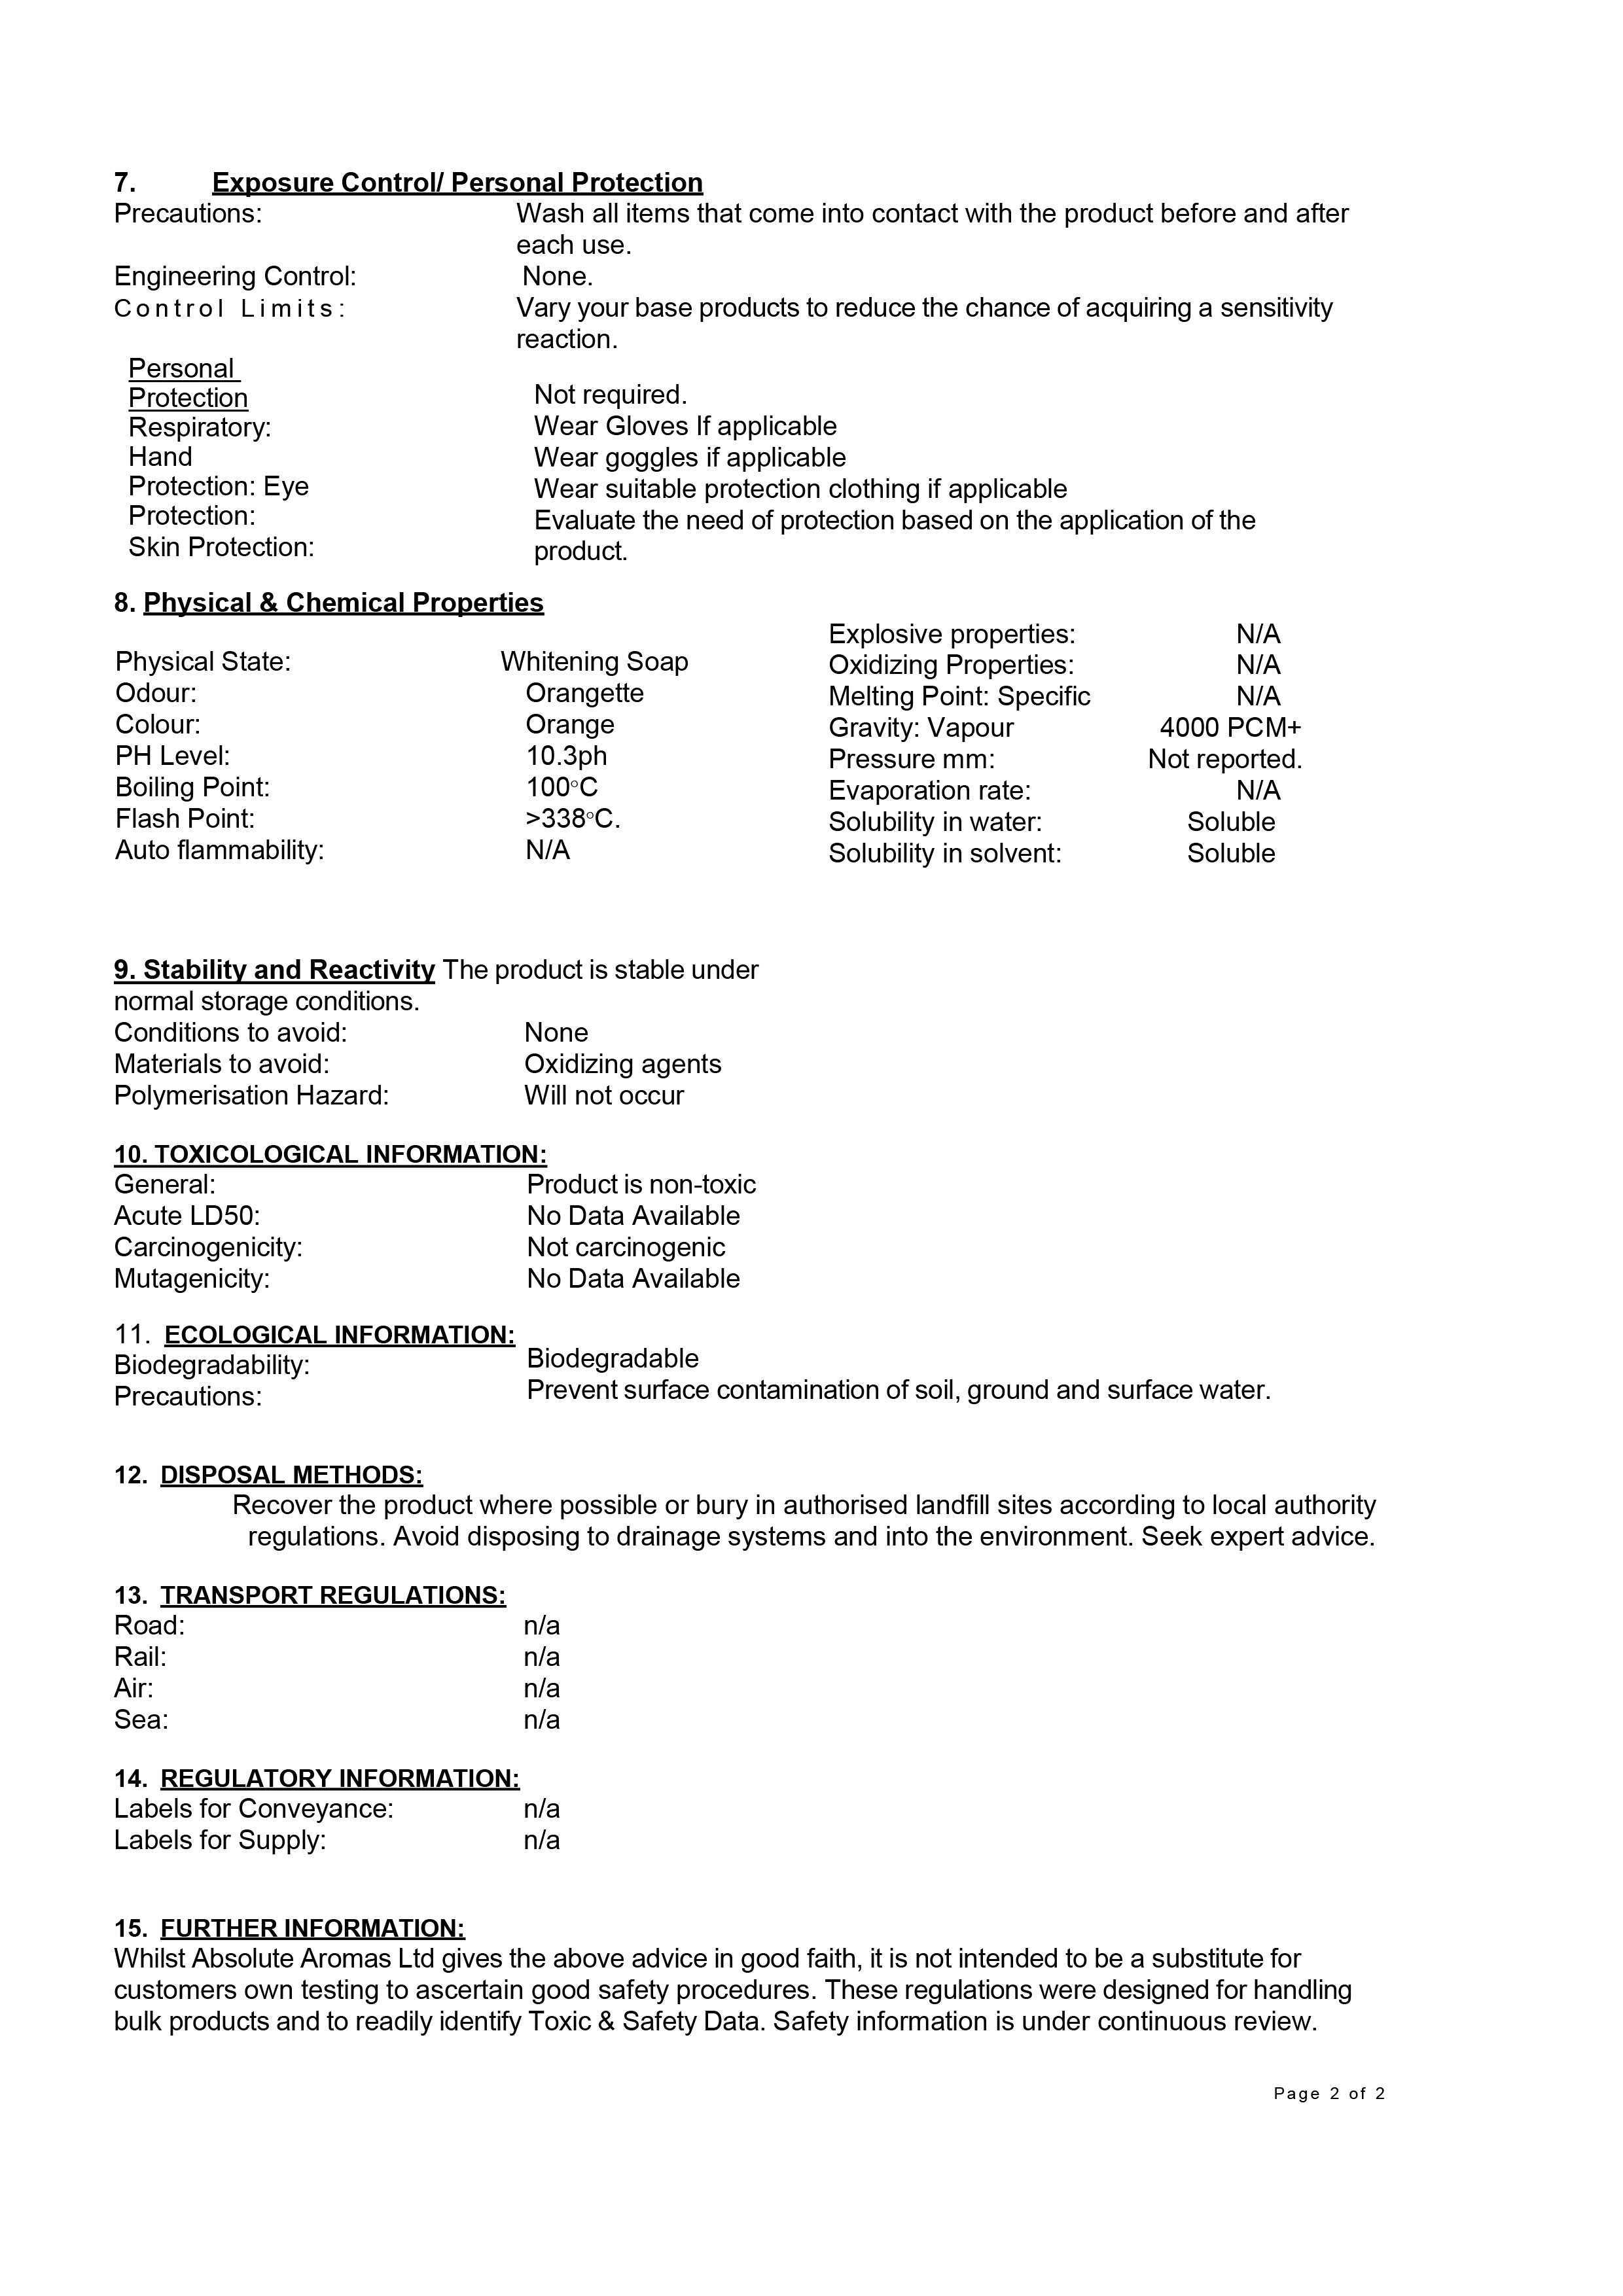 7. Exposure Control/ Personal Protection
Precautions: Wash all items that come into contact with the product before and after
each use.
Engineering Control: None.
Control Limits: Vary your base products to reduce the chance of acquiring a sensitivity
reaction.
Personal
Protection
Respiratory:
Hand
Protection: Eye
Protection:
Skin Protection:
Not required.
Wear Gloves If applicable
Wear goggles if applicable
Wear suitable protection clothing if applicable
Evaluate the need of protection based on the application of the
product.
8. Physical & Chemical Properties
Physical State: Whitening Soap
Odour: Orangette
Colour: Orange
PH Level: 10.3ph
Boiling Point: 100°C
Flash Point: >338°C.
Auto flammability: N/A
Explosive properties: N/A
Oxidizing Properties: N/A
Melting Point: Specific N/A
Gravity: Vapour 4000 PCM+
Pressure mm: Not reported.
Evaporation rate: N/A
Solubility in water: Soluble
Solubility in solvent: Soluble
9. Stability and Reactivity The product is stable under
normal storage conditions.
Conditions to avoid: None
Materials to avoid: Oxidizing agents
Polymerisation Hazard: Will not occur
10. TOXICOLOGICAL INFORMATION:
General: Product is non-toxic
Acute LD50: No Data Available
Carcinogenicity: Not carcinogenic
Mutagenicity: No Data Available
11. ECOLOGICAL INFORMATION:
Biodegradability: Biodegradable
Precautions: Prevent surface contamination of soil, ground and surface water.
12. DISPOSAL METHODS:
Recover the product where possible or bury in authorised landfill sites according to local authority
regulations. Avoid disposing to drainage systems and into the environment. Seek expert advice.
13. TRANSPORT REGULATIONS:
Road: n/a
Rail: n/a
Air: n/a
Sea: n/a
14. REGULATORY INFORMATION:
Labels for Conveyance: n/a
Labels for Supply: n/a
15. FURTHER INFORMATION:
Whilst Absolute Aromas Ltd gives the above advice in good faith, it is not intended to be a substitute for
customers own testing to ascertain good safety procedures. These regulations were designed for handling
bulk products and to readily identify Toxic & Safety Data. Safety information is under continuous review.
Page 2 of 2